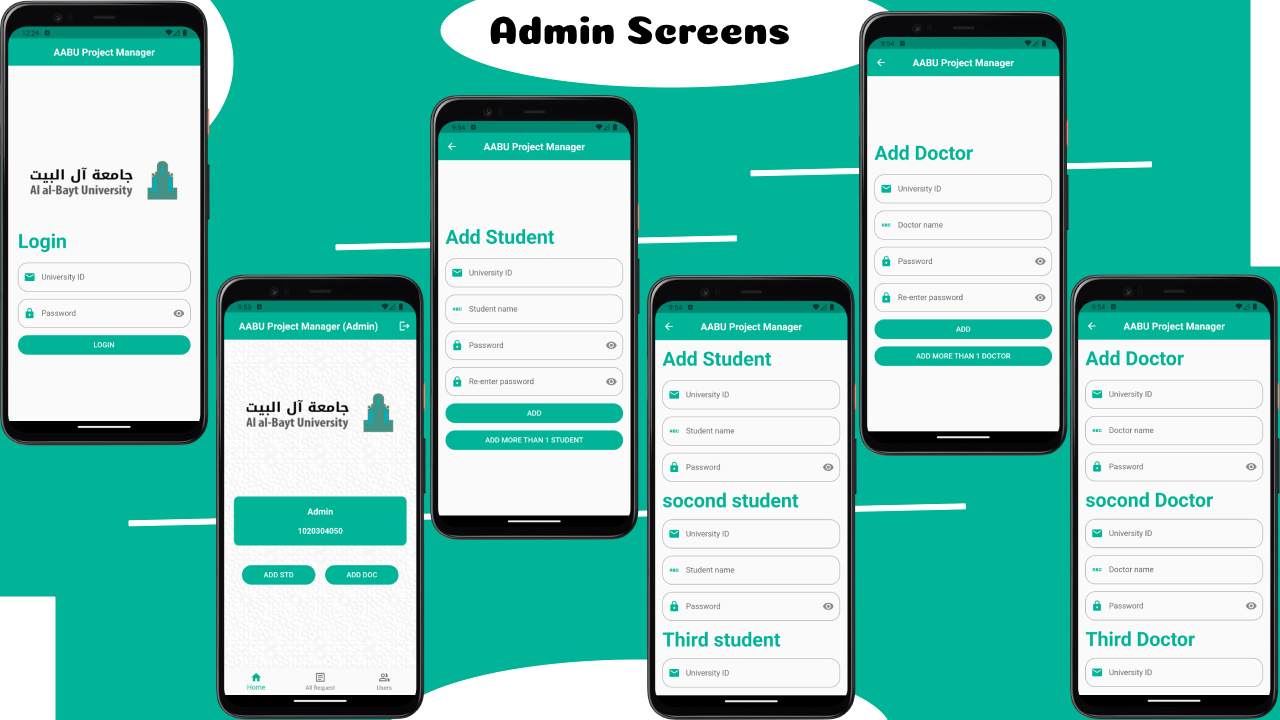 Admin Screens
12:24
AABU Project Manager
جامعة آل البيت
Al al-Bayt University
Login
University ID
Password
LOGIN
9:53
AABU Project Manager (Admin)
جامعة آل البيت
Al al-Bayt University
Admin
1020304050
ADD STD
ADD DOC
Home
All Request
Users
9:54
AABU Project Manager
Add Student
University ID
ABC
Student name
Password
Re-enter password
ADD
ADD MORE THAN 1 STUDENT
9:54
AABU Project Manager
Add Student
University ID
ABC
Student name
Password
socond student
University ID
ABC
Student name
Password
Third student
University ID
9:54
AABU Project Manager
Add Doctor
University ID
ABC
Doctor name
Password
Re-enter password
ADD
ADD MORE THAN 1 DOCTOR
9:54
AABU Project Manager
Add Doctor
University ID
ABC
Doctor name
Password
socond Doctor
University ID
ABC
Doctor name
Password
Third Doctor
University ID